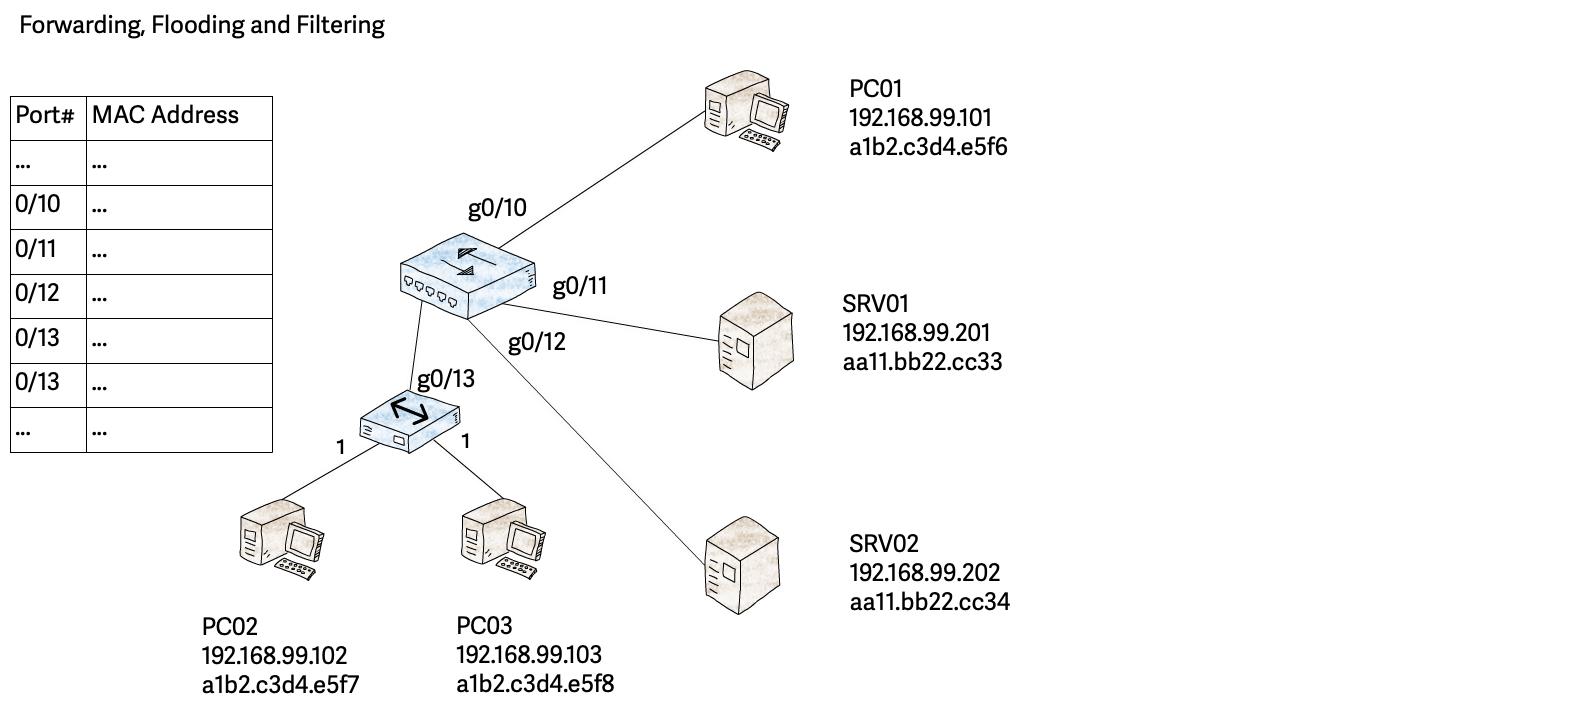 Forwarding, Flooding and Filtering
Port# MAC Address
... ...
0/10 ...
0/11 ...
0/12 ...
0/13 ...
0/13 ...
... ...
PC01
192.168.99.101
a1b2.c3d4.e5f6
g0/10
g0/11
g0/12
g0/13
SRV01
192.168.99.201
aa11.bb22.cc33
1
1
SRV02
192.168.99.202
aa11.bb22.cc34
PC02
192.168.99.102
a1b2.c3d4.e5f7
PC03
192.168.99.103
a1b2.c3d4.e5f8